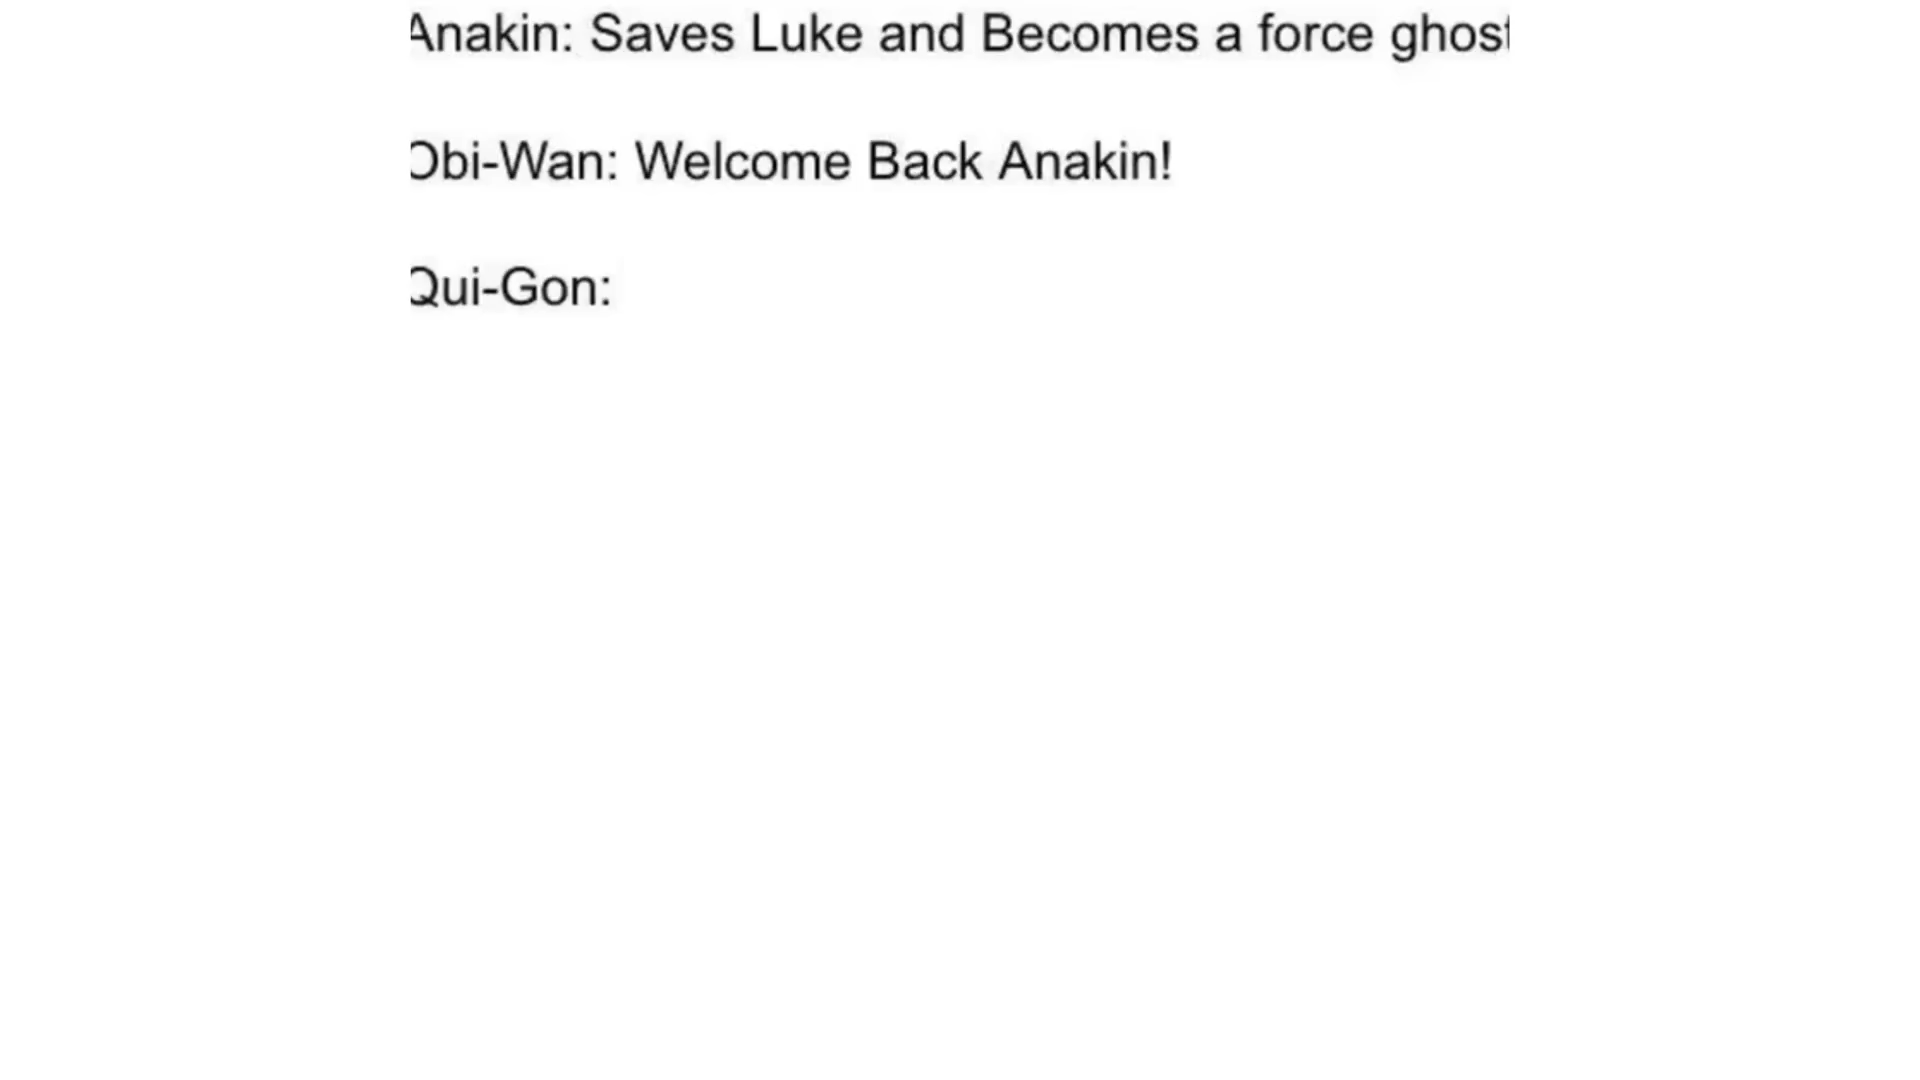 Anakin: Saves Luke and Becomes a force ghost
Obi-Wan: Welcome Back Anakin!
Qui-Gon: